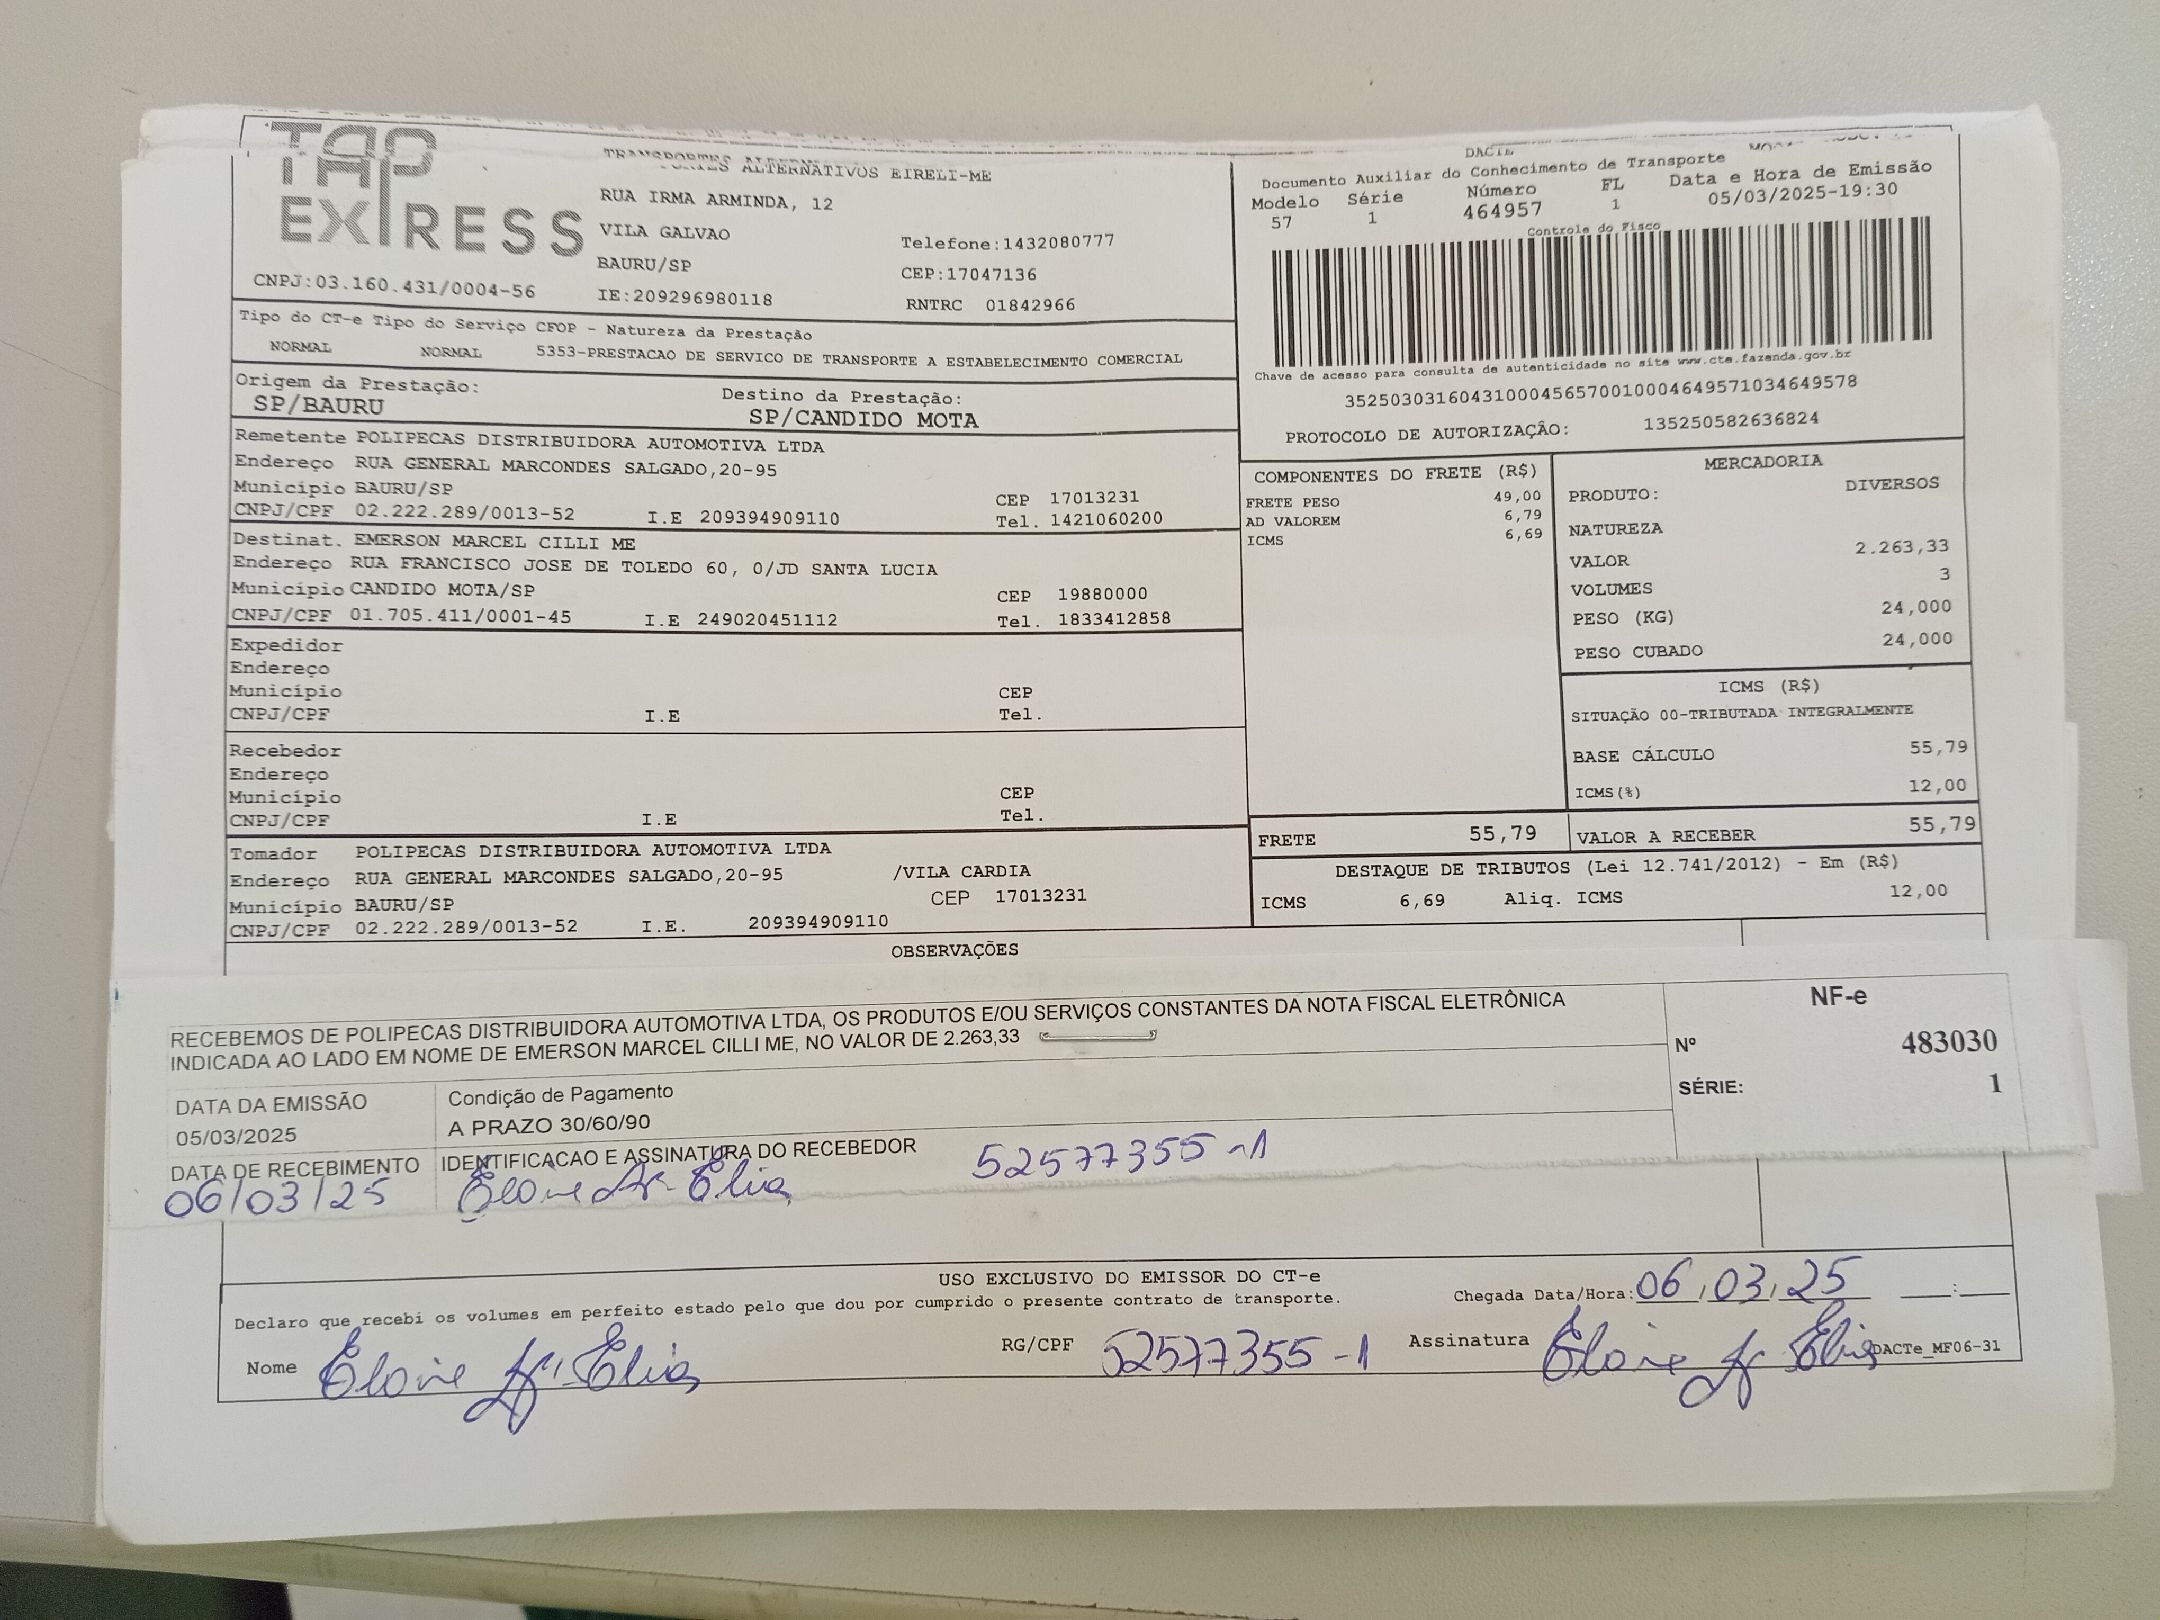 TAP
EXPRESS
CNPJ:03.160.431/0004-56
TRANSPORTES ALTERNATIVOS EIRELI-ME
RUA IRMA ARMINDA, 12
VILA GALVAO
Telefone:1432080777
BAURU/SP
CEP:17047136
IE:209296980118
RNTRC 01842966
DACTE
Documento Auxiliar do Conhecimento de Transporte
Modelo Série Número FL Data e Hora de Emissão
57 1 464957 1 05/03/2025-19:30
Controle do Fisco
Chave de acesso para consulta de autenticidade no site www.cte.fazenda.gov.br
35250303160431000456570010004649571034649578
PROTOCOLO DE AUTORIZAÇÃO: 135250582636824
Tipo do CT-e Tipo do Serviço CFOP - Natureza da Prestação
NORMAL NORMAL 5353-PRESTACAO DE SERVICO DE TRANSPORTE A ESTABELECIMENTO COMERCIAL
Origem da Prestação: Destino da Prestação:
SP/BAURU SP/CANDIDO MOTA
Remetente POLIPECAS DISTRIBUIDORA AUTOMOTIVA LTDA
Endereço RUA GENERAL MARCONDES SALGADO,20-95
Município BAURU/SP CEP 17013231
CNPJ/CPF 02.222.289/0013-52 I.E 209394909110 Tel. 1421060200
Destinat. EMERSON MARCEL CILLI ME
Endereço RUA FRANCISCO JOSE DE TOLEDO 60, 0/JD SANTA LUCIA
Município CANDIDO MOTA/SP CEP 19880000
CNPJ/CPF 01.705.411/0001-45 I.E 249020451112 Tel. 1833412858
Expedidor
Endereço
Município CEP
CNPJ/CPF I.E Tel.
Recebedor
Endereço
Município CEP
CNPJ/CPF I.E Tel.
Tomador POLIPECAS DISTRIBUIDORA AUTOMOTIVA LTDA
Endereço RUA GENERAL MARCONDES SALGADO,20-95 /VILA CARDIA
Município BAURU/SP CEP 17013231
CNPJ/CPF 02.222.289/0013-52 I.E. 209394909110
COMPONENTES DO FRETE (R$)
FRETE PESO 49,00
AD VALOREM 6,79
ICMS 6,69
MERCADORIA
PRODUTO: DIVERSOS
NATUREZA
VALOR 2.263,33
VOLUMES 3
PESO (KG) 24,000
PESO CUBADO 24,000
ICMS (R$)
SITUAÇÃO 00-TRIBUTADA INTEGRALMENTE
BASE CÁLCULO 55,79
ICMS(%) 12,00
FRETE 55,79 VALOR A RECEBER 55,79
DESTAQUE DE TRIBUTOS (Lei 12.741/2012) - Em (R$)
ICMS 6,69 Aliq. ICMS 12,00
OBSERVAÇÕES
RECEBEMOS DE POLIPECAS DISTRIBUIDORA AUTOMOTIVA LTDA, OS PRODUTOS E/OU SERVIÇOS CONSTANTES DA NOTA FISCAL ELETRÔNICA
INDICADA AO LADO EM NOME DE EMERSON MARCEL CILLI ME, NO VALOR DE 2.263,33
NF-e
Nº 483030
SÉRIE: 1
DATA DA EMISSÃO Condição de Pagamento
05/03/2025 A PRAZO 30/60/90
DATA DE RECEBIMENTO IDENTIFICACAO E ASSINATURA DO RECEBEDOR 52577355-1
06/03/25 Elias
USO EXCLUSIVO DO EMISSOR DO CT-e
Declaro que recebi os volumes em perfeito estado pelo que dou por cumprido o presente contrato de transporte.
Chegada Data/Hora: 06/03/25 __:__
Nome Elias RG/CPF 52577355-1 Assinatura Elias
DACTe_MF06-31